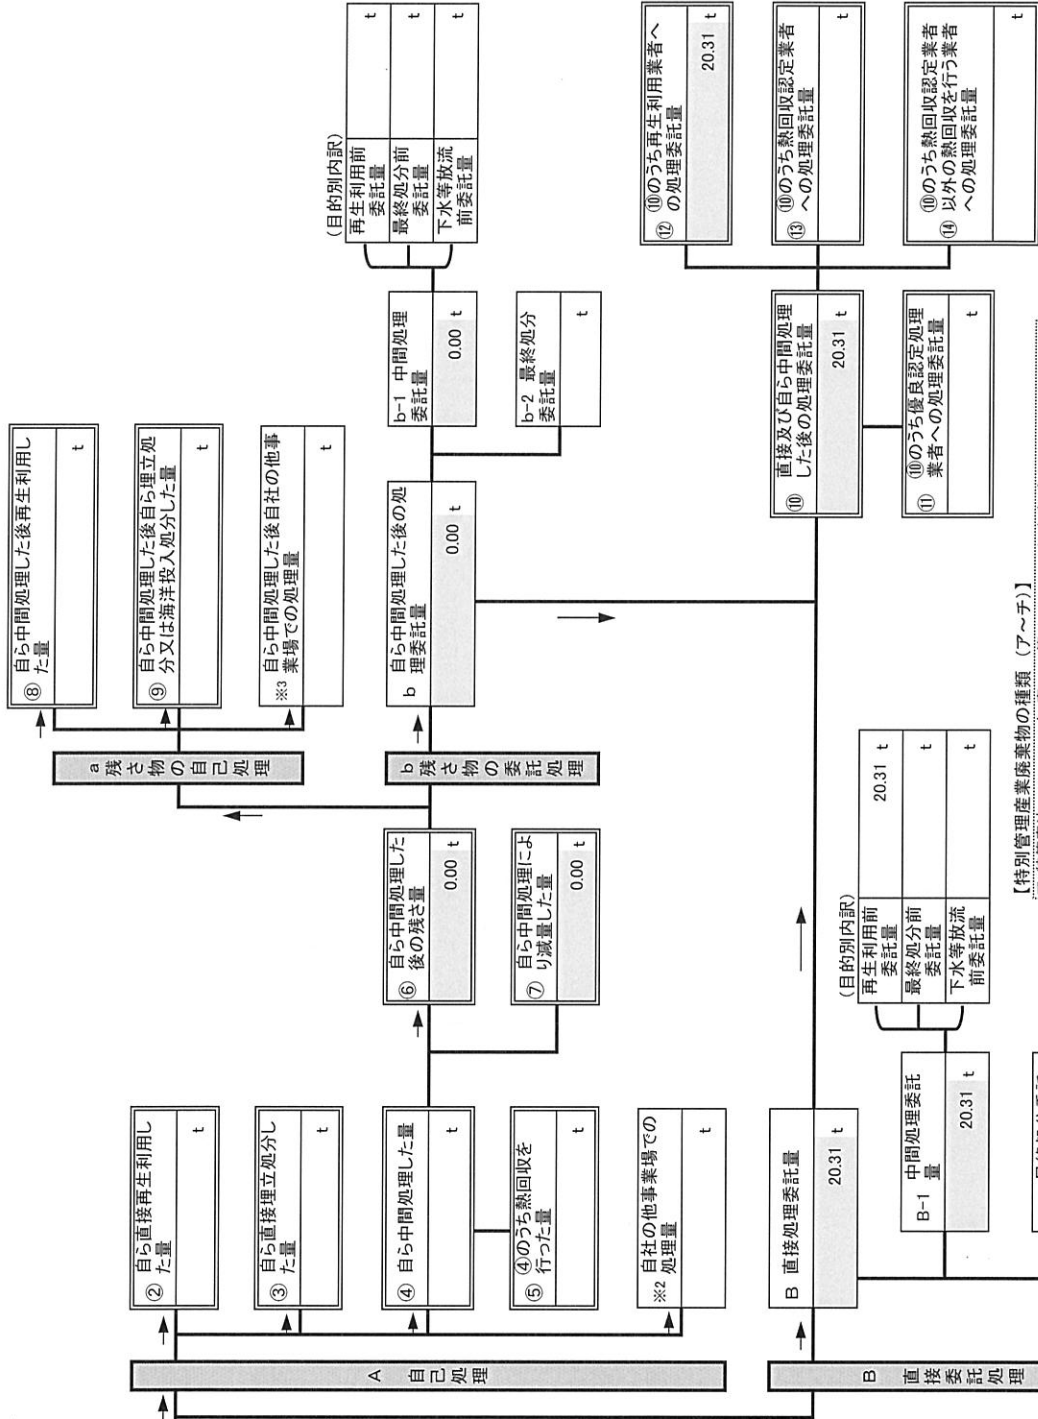 A 自己処理
② 自ら直接再生利用し
た量
t
③ 自ら直接埋立処分し
た量
t
④ 自ら中間処理した量
t
⑤ ④のうち熱回収を
行った量
t
※2 自社の他事業場での
処理量
t
⑥ 自ら中間処理した
後の残さ量
0.00 t
⑦ 自ら中間処理によ
り減量した量
0.00 t
a 残さ物の自己処理
⑧ 自ら中間処理した後再生利用し
た量
t
⑨ 自ら中間処理した後自ら埋立処
分又は海洋投入処分した量
t
※3 自ら中間処理した後自社の他事
業場での処理量
t
b 残さ物の委託処理
b 自ら中間処理した後の処
理委託量
0.00 t
b-1 中間処理
委託量
0.00 t
b-2 最終処分
委託量
t
(目的別内訳)
再生利用前
委託量
t
最終処分前
委託量
t
下水等放流
前委託量
t
B 直接委託処理
B 直接処理委託量
20.31 t
B-1 中間処理委託
量
20.31 t
(目的別内訳)
再生利用前
委託量
20.31 t
最終処分前
委託量
t
下水等放流
前委託量
t
⑩ 直接及び自ら中間処理
した後の処理委託量
20.31 t
⑪ ⑩のうち優良認定処理
業者への処理委託量
t
⑫ ⑩のうち再生利用業者へ
の処理委託量
20.31 t
⑬ ⑩のうち熱回収認定業者
への処理委託量
t
⑭ ⑩のうち熱回収認定業者
以外の熱回収を行う業者
への処理委託量
t
【特別管理産業廃棄物の種類 (ア～チ)】